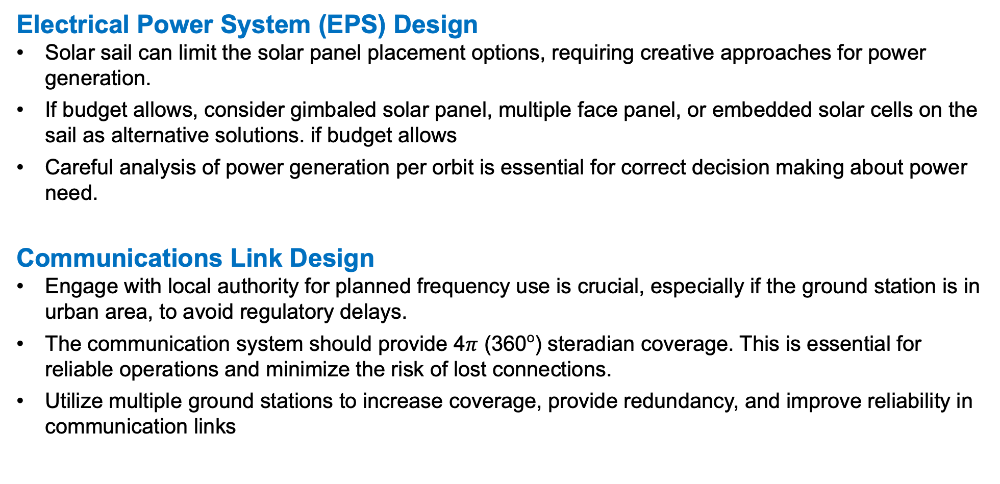 Electrical Power System (EPS) Design
• Solar sail can limit the solar panel placement options, requiring creative approaches for power
generation.
• If budget allows, consider gimbaled solar panel, multiple face panel, or embedded solar cells on the
sail as alternative solutions. if budget allows
• Careful analysis of power generation per orbit is essential for correct decision making about power
need.
Communications Link Design
• Engage with local authority for planned frequency use is crucial, especially if the ground station is in
urban area, to avoid regulatory delays.
• The communication system should provide 4𝜋 (360º) steradian coverage. This is essential for
reliable operations and minimize the risk of lost connections.
• Utilize multiple ground stations to increase coverage, provide redundancy, and improve reliability in
communication links